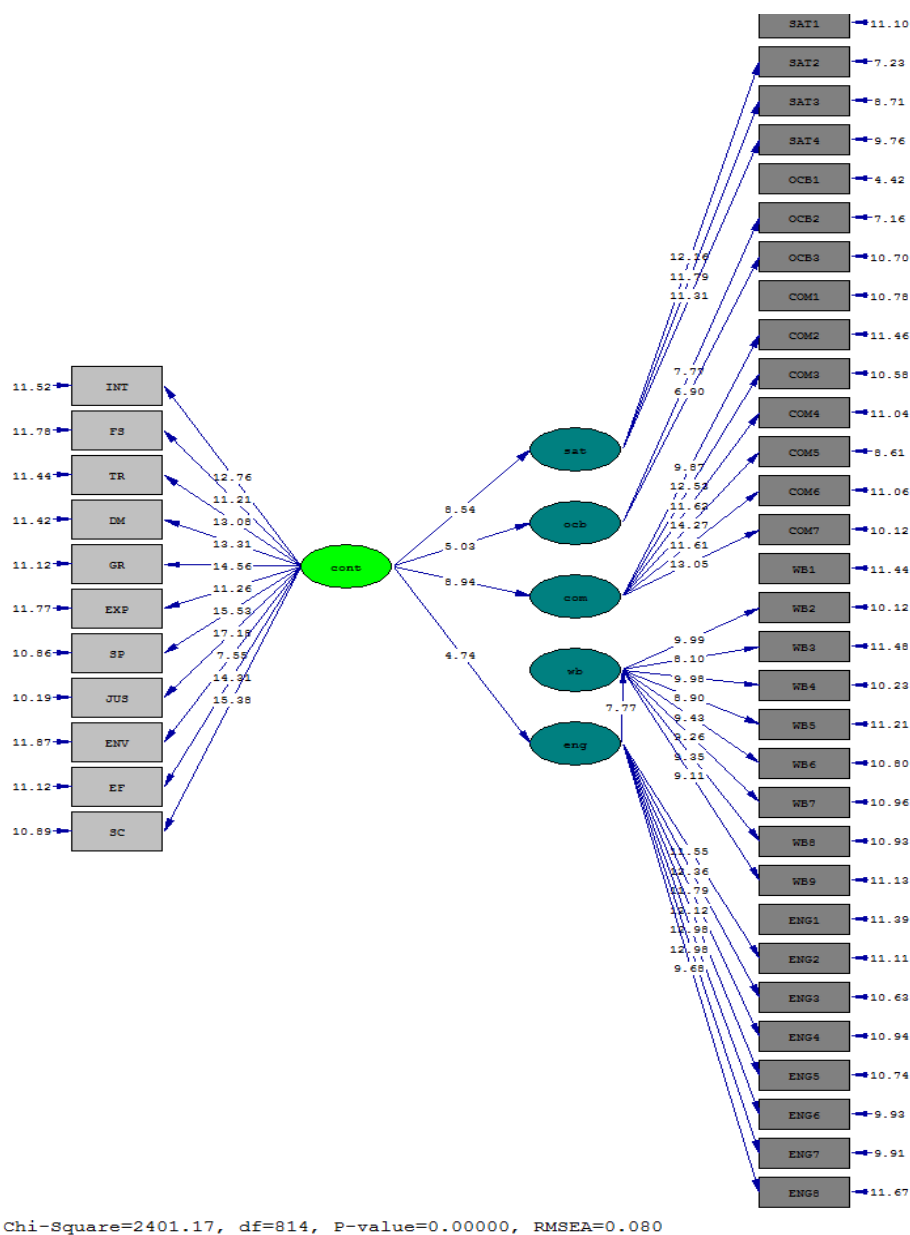 SAT1 11.10
SAT2 7.23
SAT3 8.71
SAT4 9.76
OCB1 4.42
OCB2 7.16
OCB3 10.70
COM1 10.78
COM2 11.46
COM3 10.58
COM4 11.04
COM5 8.61
COM6 11.06
COM7 10.12
WB1 11.44
WB2 10.12
WB3 11.48
WB4 10.23
WB5 11.21
WB6 10.80
WB7 10.96
WB8 10.93
WB9 11.13
ENG1 11.39
ENG2 11.11
ENG3 10.63
ENG4 10.94
ENG5 10.74
ENG6 9.93
ENG7 9.91
ENG8 11.67
12.16
11.79
11.31
7.77
6.90
9.87
12.53
11.63
14.27
11.61
13.05
9.99
8.10
9.98
8.90
9.43
9.26
9.35
9.11
11.55
12.36
11.79
12.12
12.98
12.98
9.68
sat
ocb
com
wb
7.77
eng
8.54
5.03
8.94
4.74
cont
12.76
11.21
13.08
13.31
14.56
11.26
15.53
17.18
7.55
14.31
15.38
11.52 INT
11.78 FS
11.44 TR
11.42 DM
11.12 GR
11.77 EXP
10.86 SP
10.19 JUS
11.87 ENV
11.12 EF
10.89 SC
Chi-Square=2401.17, df=814, P-value=0.00000, RMSEA=0.080